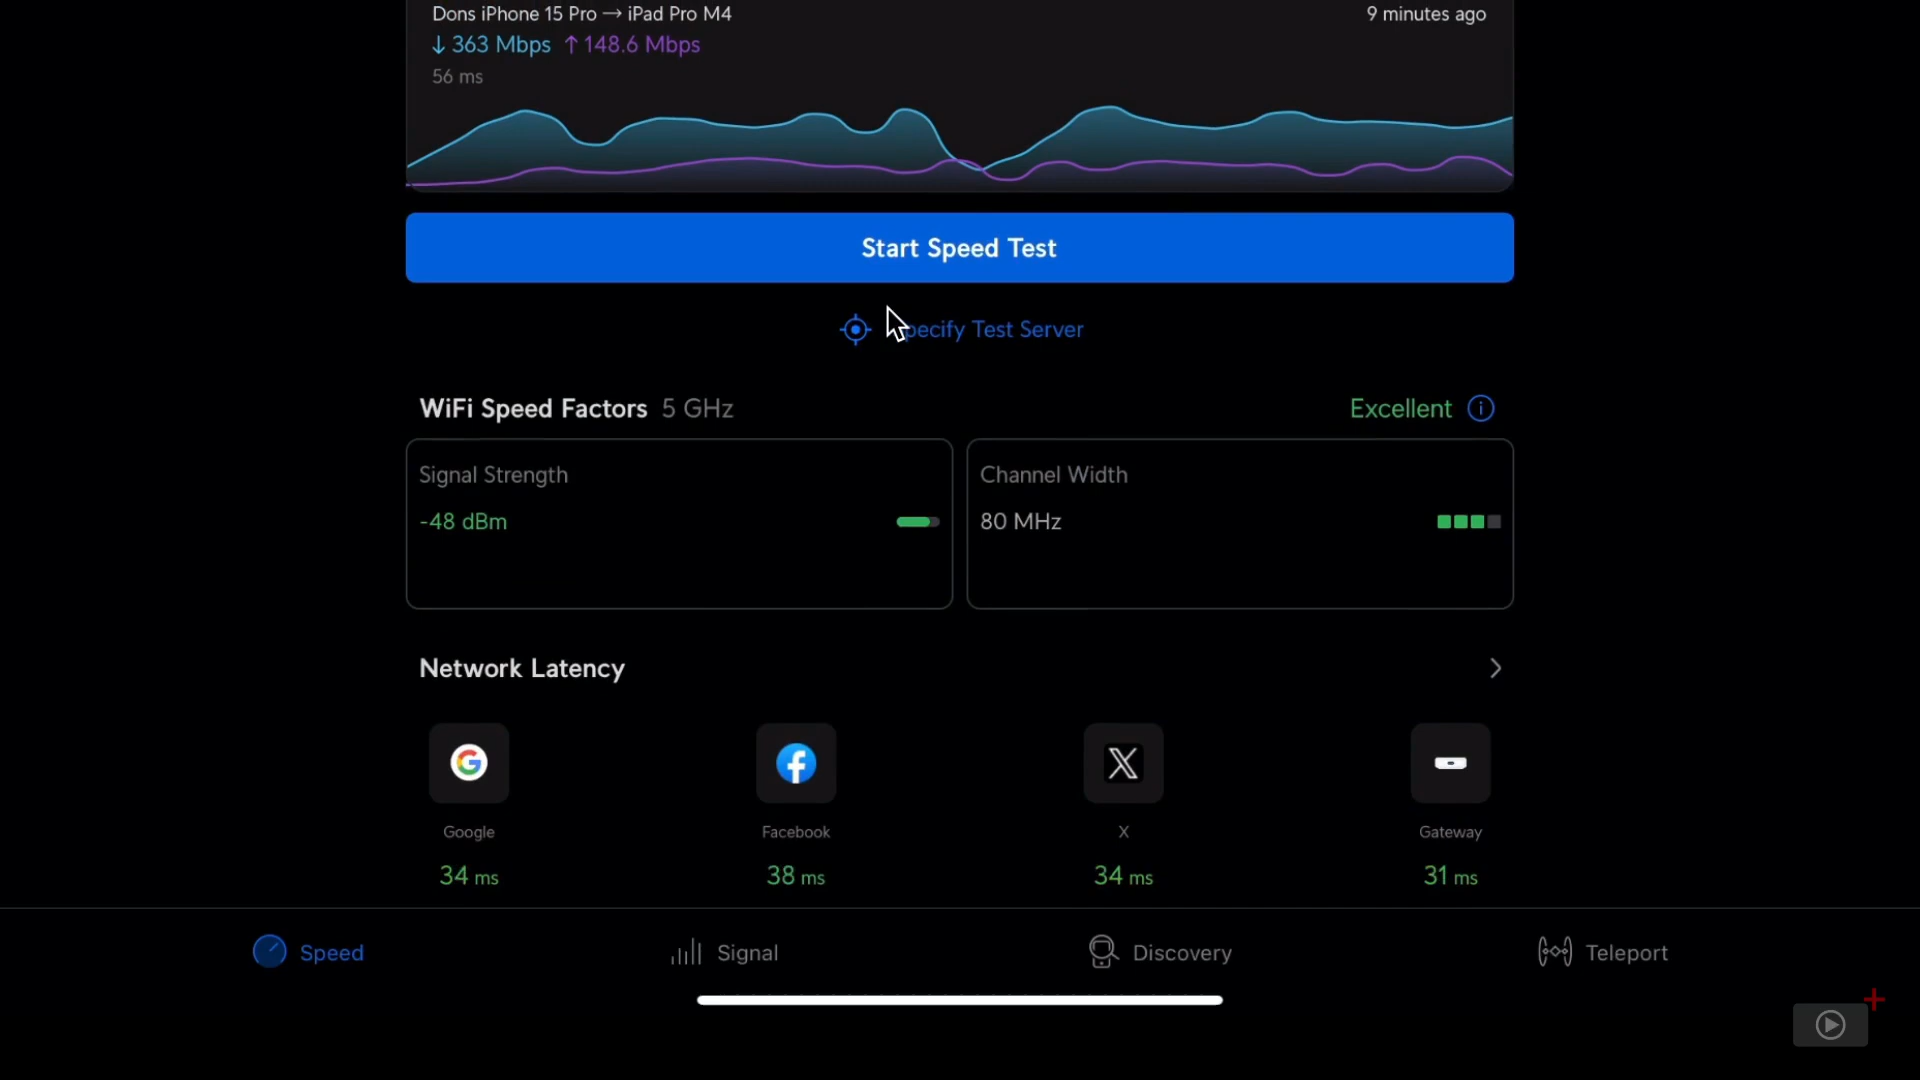 Dons iPhone 15 Pro → iPad Pro M4
9 minutes ago
↓ 363 Mbps ↑ 148.6 Mbps
56 ms
Start Speed Test
pecify Test Server
WiFi Speed Factors 5 GHz
Excellent
Signal Strength
-48 dBm
Channel Width
80 MHz
Network Latency
Google
Facebook
X
Gateway
34 ms
38 ms
34 ms
31 ms
Speed
Signal
Discovery
Teleport